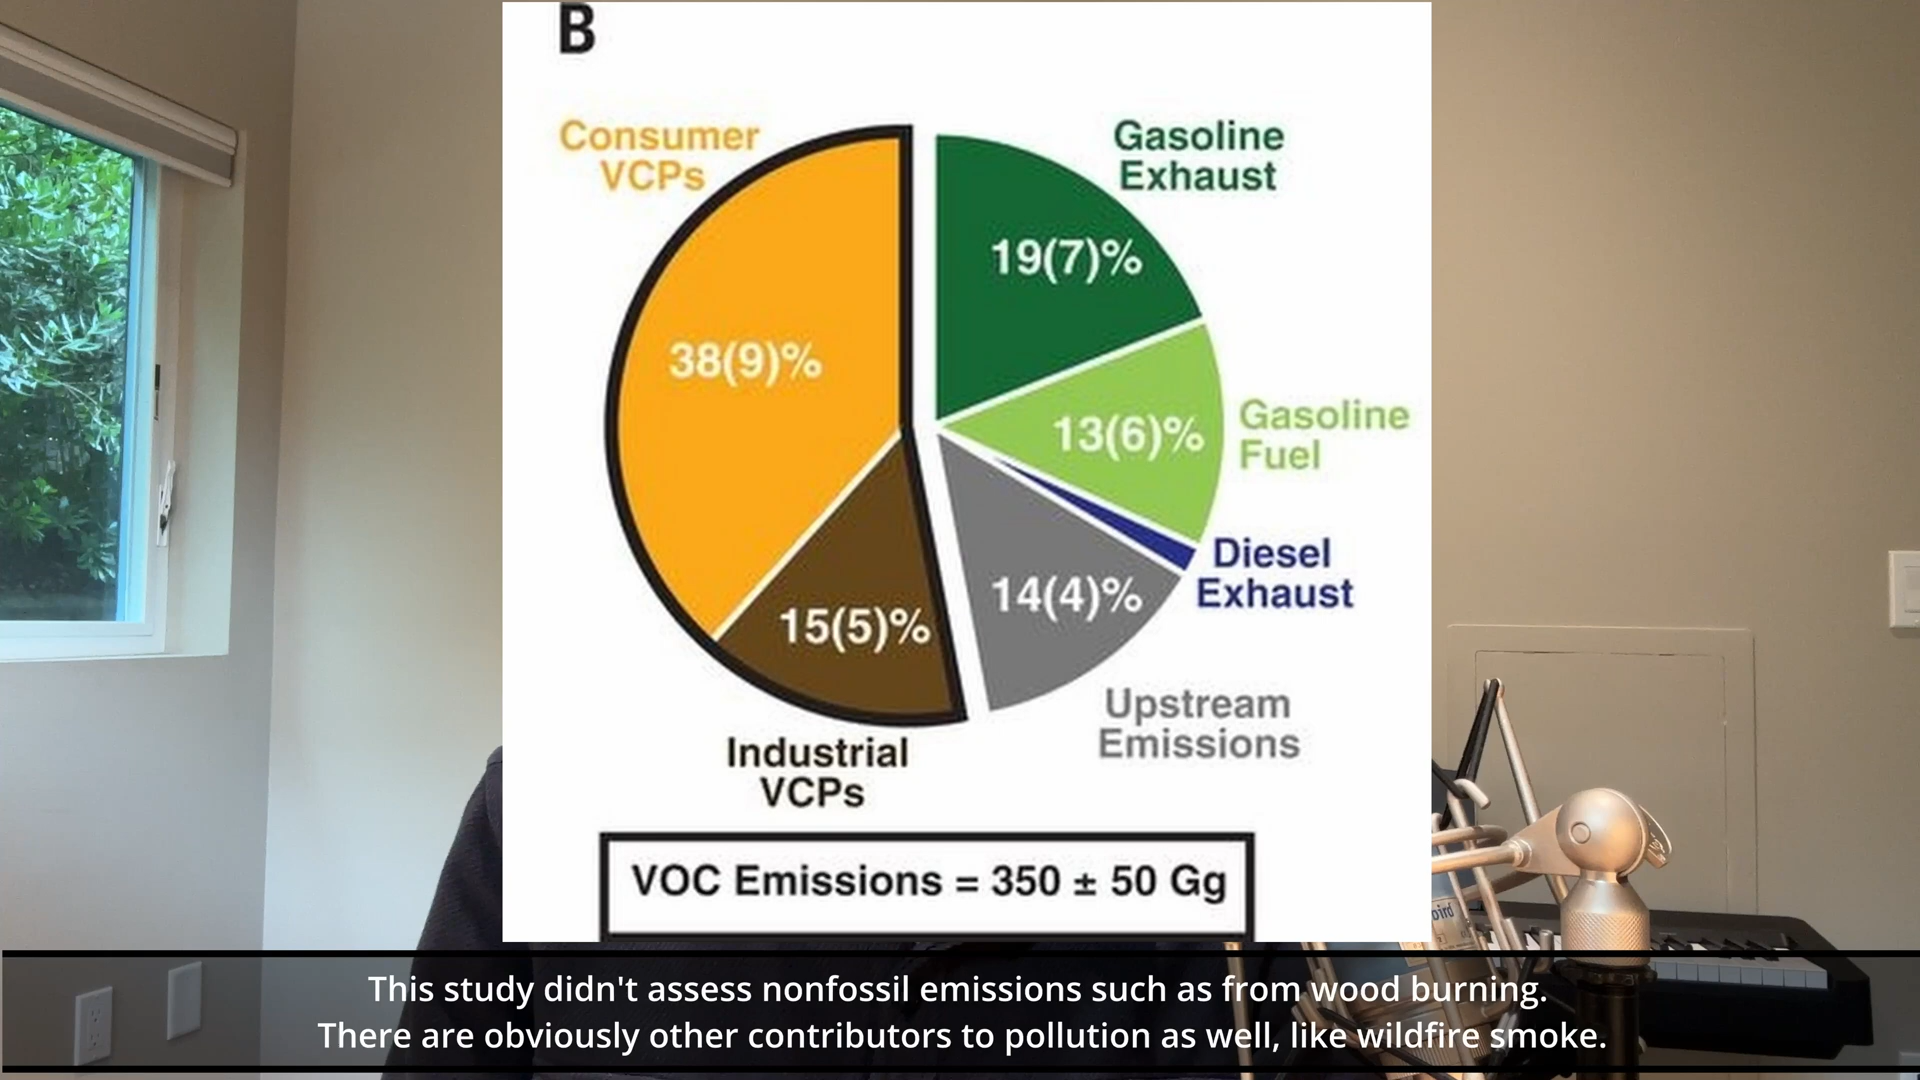 B
Consumer
VCPs
Gasoline
Exhaust
19(7)%
38(9)%
13(6)%
Gasoline
Fuel
Diesel
Exhaust
14(4)%
15(5)%
Upstream
Emissions
Industrial
VCPs
VOC Emissions = 350 ± 50 Gg
bird
This study didn't assess nonfossil emissions such as from wood burning.
There are obviously other contributors to pollution as well, like wildfire smoke.